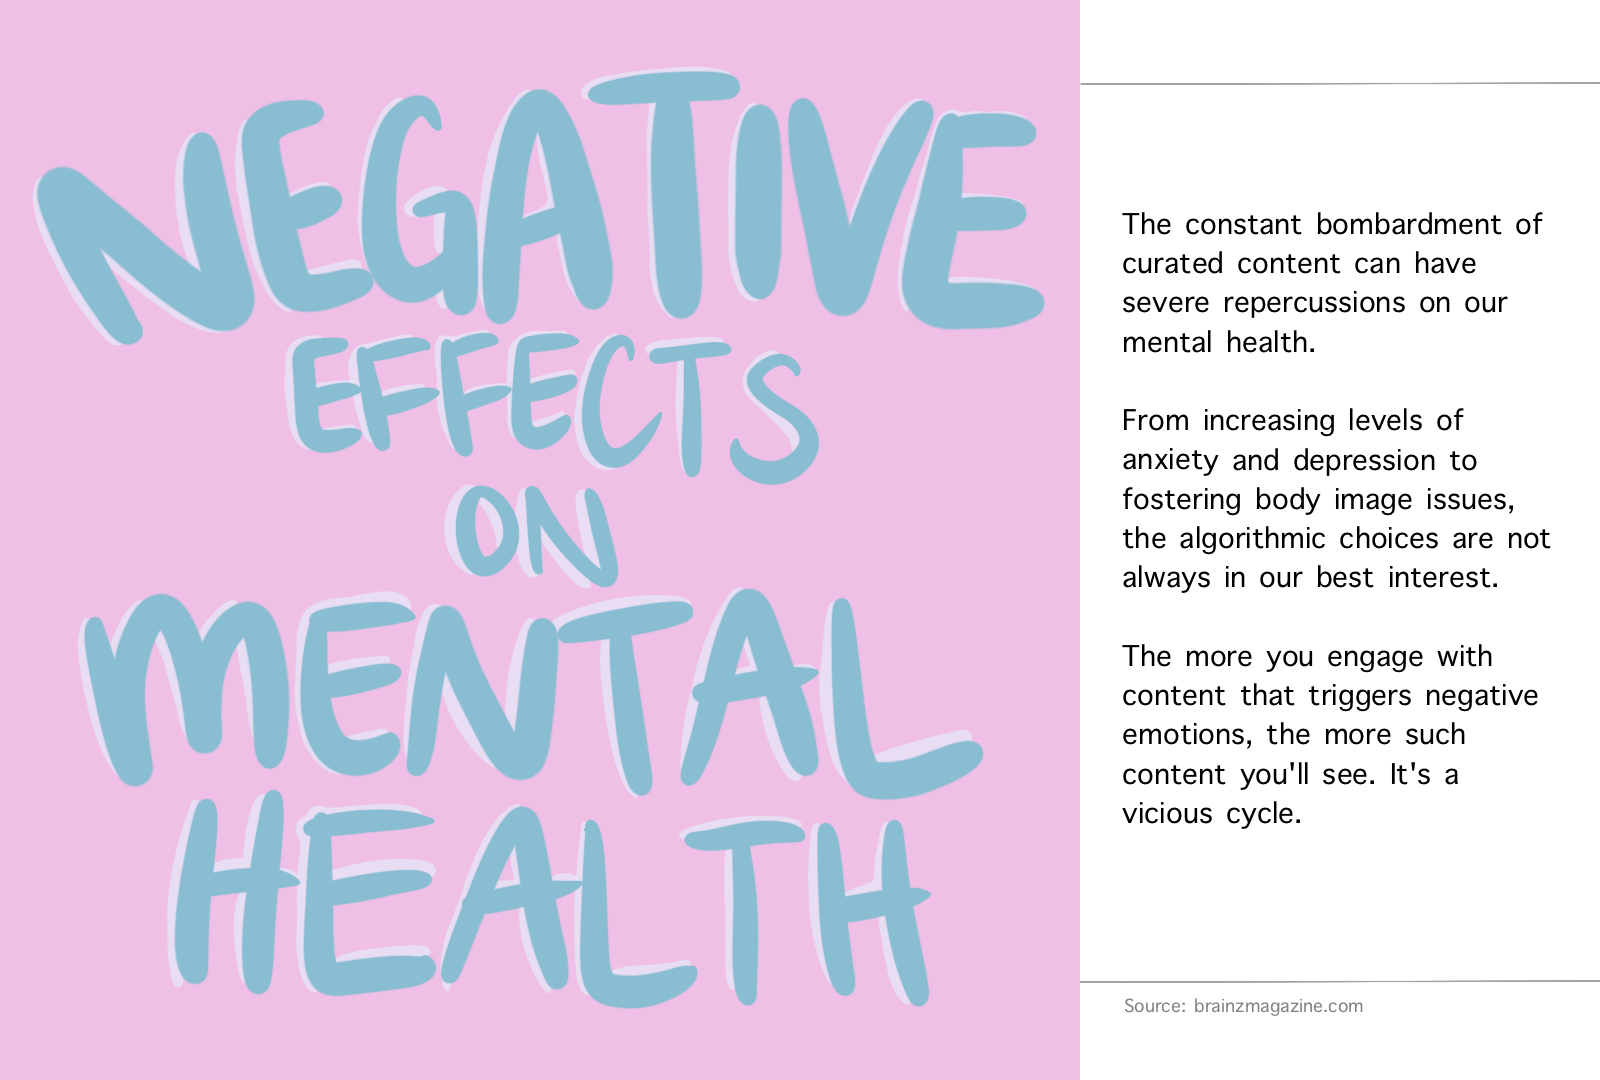 NEGATIVE
EFFECTS
ON
MENTAL
HEALTH
The constant bombardment of
curated content can have
severe repercussions on our
mental health.
From increasing levels of
anxiety and depression to
fostering body image issues,
the algorithmic choices are not
always in our best interest.
The more you engage with
content that triggers negative
emotions, the more such
content you'll see. It's a
vicious cycle.
Source: brainzmagazine.com